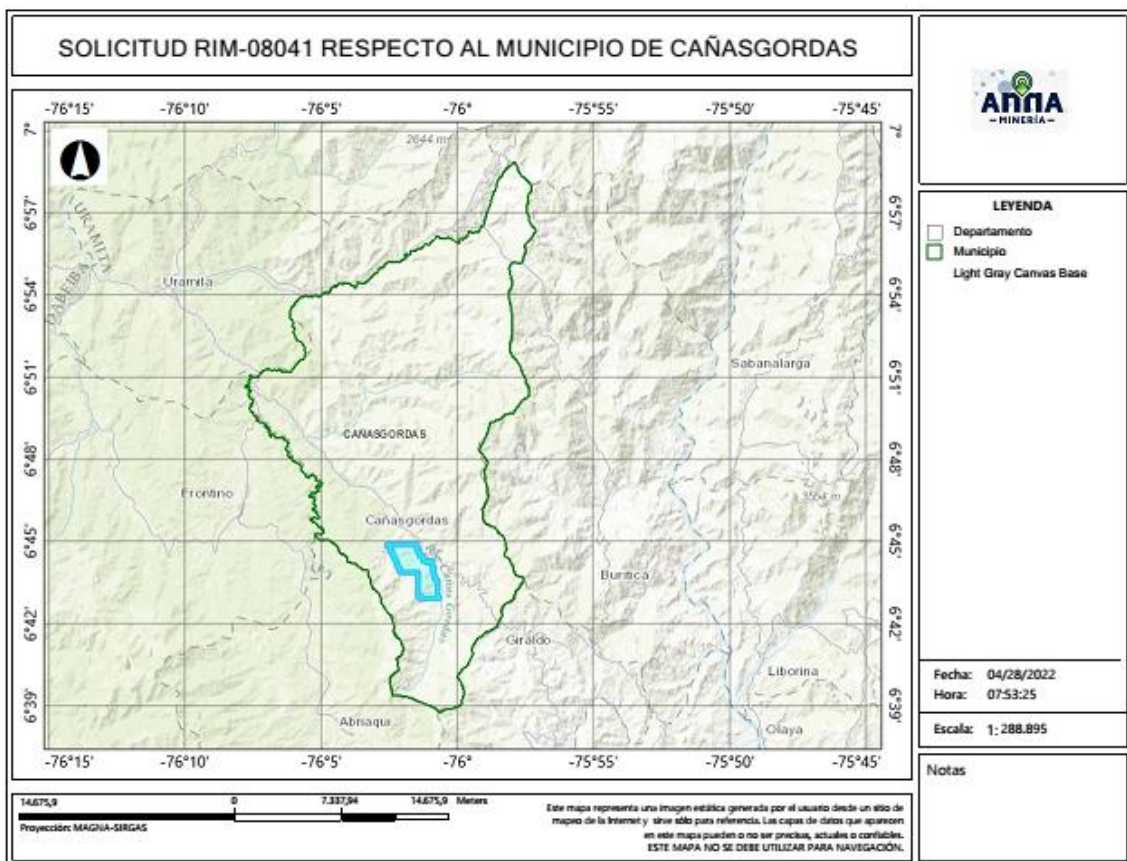 SOLICITUD RIM-08041 RESPECTO AL MUNICIPIO DE CAÑASGORDAS
ANNA
MINERÍA
-76°15' -76°10' -76°5' -76° -75°55' -75°50' -75°45'
7° 7°
2644 m
6°57' 6°57'
URAMITA
DABEIBA
Uramita
6°54' 6°54'
Sabanalarga
6°51' 6°51'
CAÑASGORDAS
6°48' 6°48'
Frontino
3554 m
Cañasgordas
6°45' 6°45'
Buriticá
6°42' 6°42'
Giraldo
Liborina
6°39' 6°39'
Abriaquí
Olaya
-76°15' -76°10' -76°5' -76° -75°55' -75°50' -75°45'
LEYENDA
Departamento
Municipio
Light Gray Canvas Base
Fecha: 04/28/2022
Hora: 07:53:25
Escala: 1: 288.895
Notas
14.675,9 0 7.337,94 14.675,9 Meters
Proyección: MAGNA-SIRGAS
Este mapa representa una imagen estática generada por el usuario desde un sitio de
mapeo de la Internet y sirve sólo para referencia. Las capas de datos que aparecen
en este mapa pueden o no ser precisas, actuales o confiables.
ESTE MAPA NO SE DEBE UTILIZAR PARA NAVEGACIÓN.